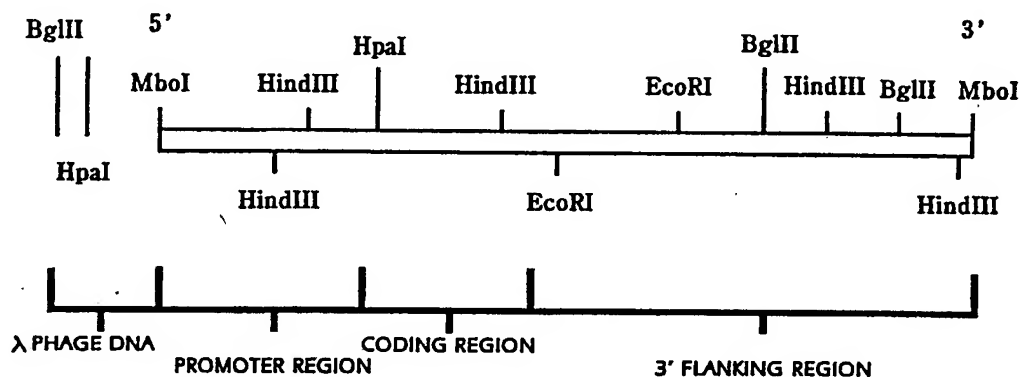 BglII 5' HpaI BglII 3'
MboI HindIII HindIII EcoRI HindIII BglII MboI
HpaI HindIII EcoRI HindIII
λ PHAGE DNA PROMOTER REGION CODING REGION 3' FLANKING REGION